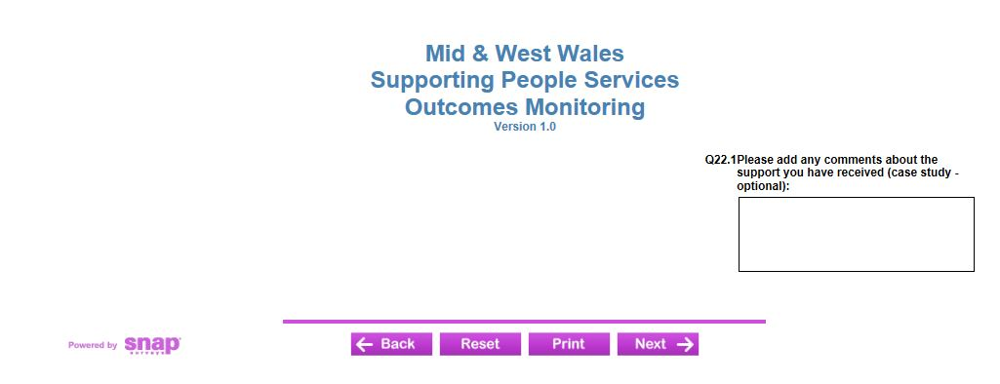 Mid & West Wales
Supporting People Services
Outcomes Monitoring
Version 1.0
Q22.1 Please add any comments about the
support you have received (case study -
optional):
Powered by snap
surveys
Back
Reset
Print
Next